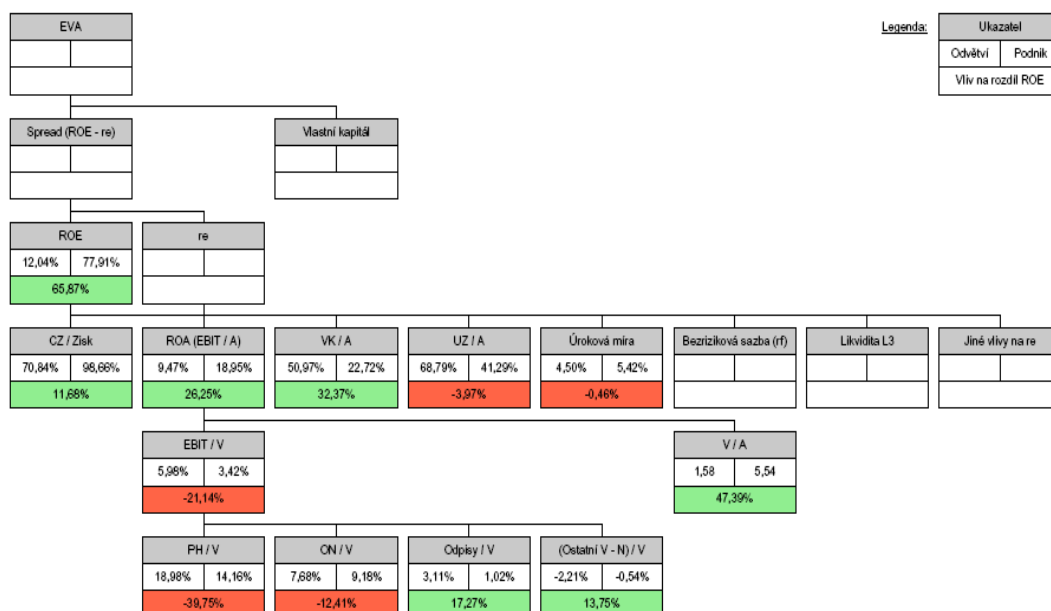 EVA
Legenda:
Ukazatel
Odvětví Podnik
Vliv na rozdíl ROE
Spread (ROE - re) Vlastní kapitál
ROE re
12,04% 77,91%
65,87%
CZ / Zisk ROA (EBIT / A) VK / A UZ / A Úroková míra Bezriziková sazba (rf) Likvidita L3 Jiné vlivy na re
70,84% 98,66% 9,47% 18,95% 50,97% 22,72% 68,79% 41,29% 4,50% 5,42%
11,68% 26,25% 32,37% -3,97% -0,46%
EBIT / V V / A
5,98% 3,42% 1,58 5,54
-21,14% 47,39%
PH / V ON / V Odpisy / V (Ostatní V - N) / V
18,98% 14,16% 7,68% 9,18% 3,11% 1,02% -2,21% -0,54%
-39,75% -12,41% 17,27% 13,75%